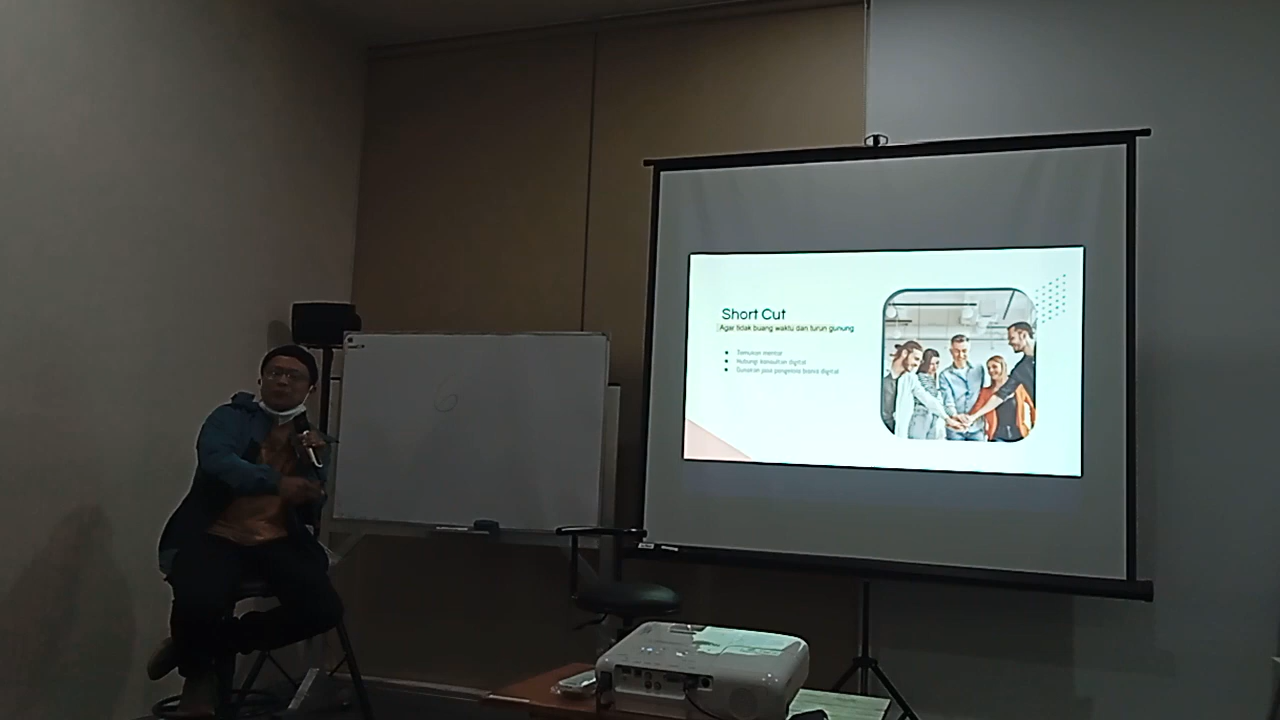 Short Cut
Agar tidak buang waktu dan turun gunung
Temukan mentor
Hubungi konsultan digital
Gunakan jasa pengelola bisnis digital